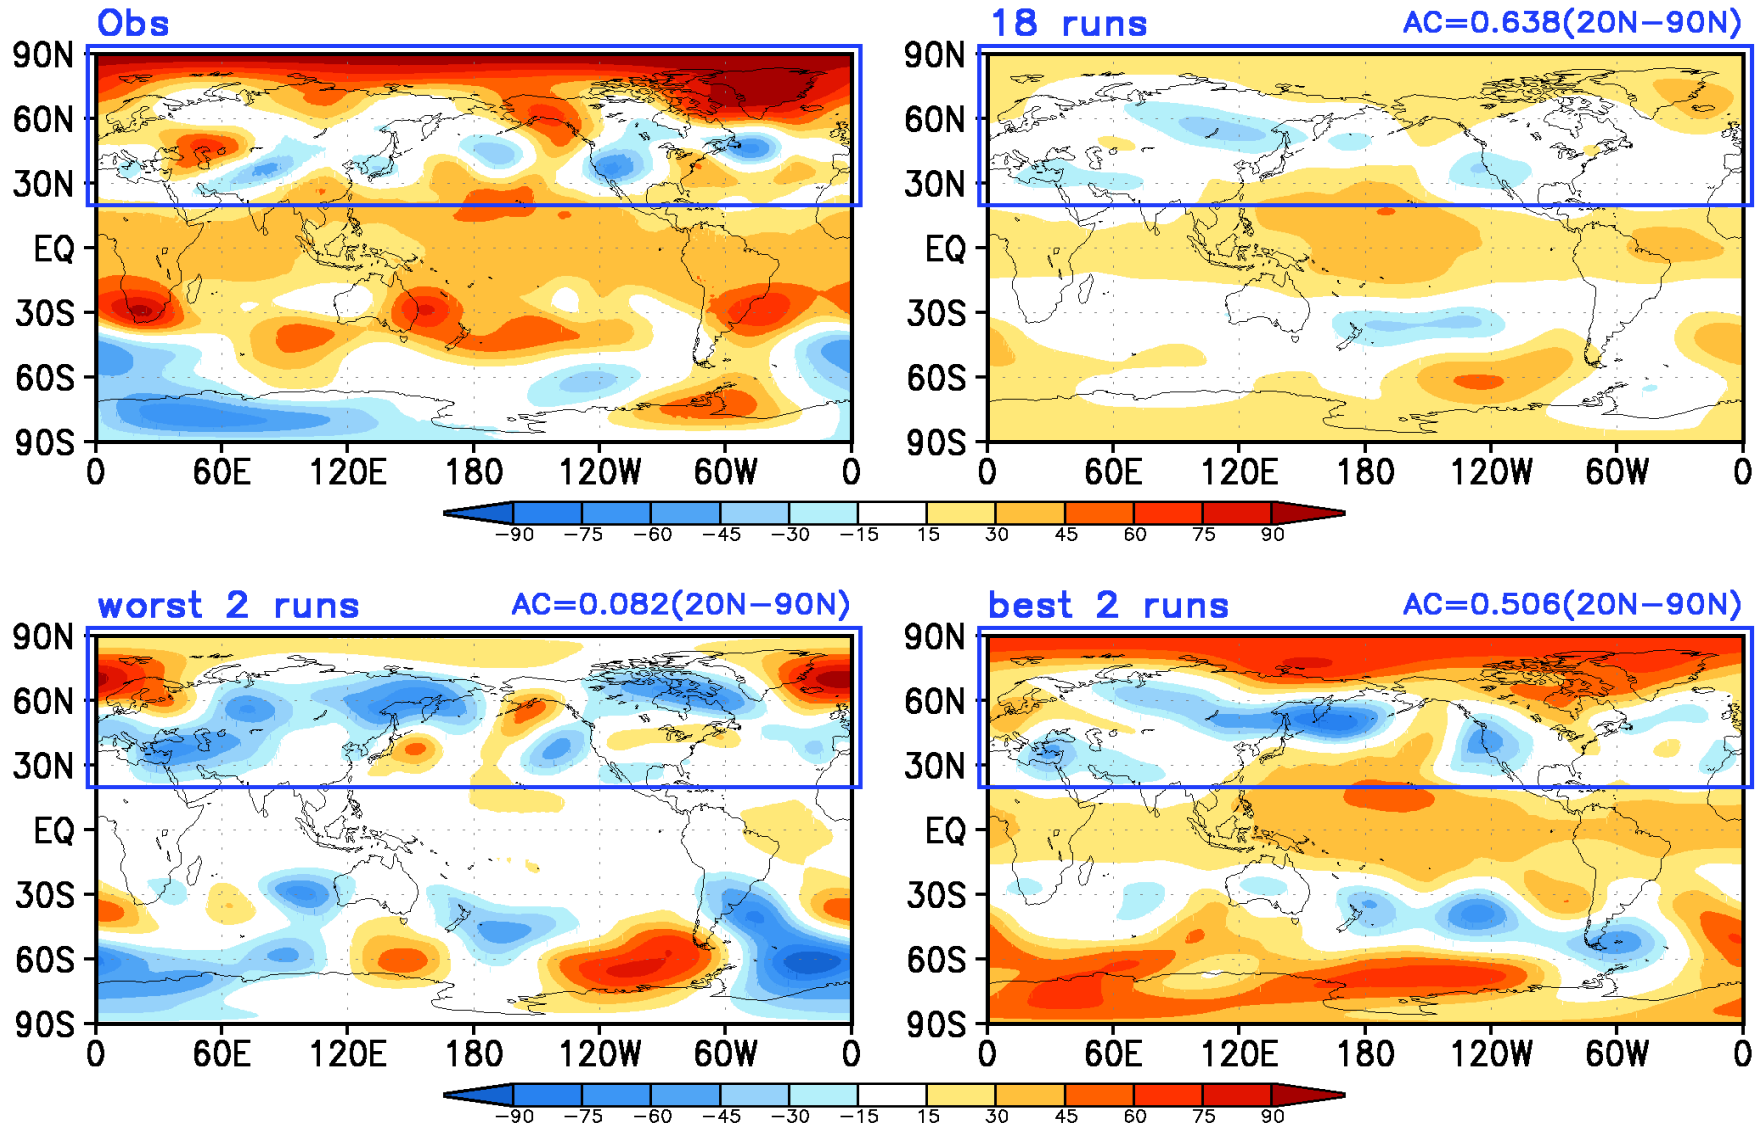 Obs
18 runs AC=0.638(20N−90N)
90N 90N
60N 60N
30N 30N
EQ EQ
30S 30S
60S 60S
90S 90S
0 60E 120E 180 120W 60W 0 0 60E 120E 180 120W 60W 0
−90 −75 −60 −45 −30 −15 15 30 45 60 75 90
worst 2 runs AC=0.082(20N−90N)
best 2 runs AC=0.506(20N−90N)
90N 90N
60N 60N
30N 30N
EQ EQ
30S 30S
60S 60S
90S 90S
0 60E 120E 180 120W 60W 0 0 60E 120E 180 120W 60W 0
−90 −75 −60 −45 −30 −15 15 30 45 60 75 90